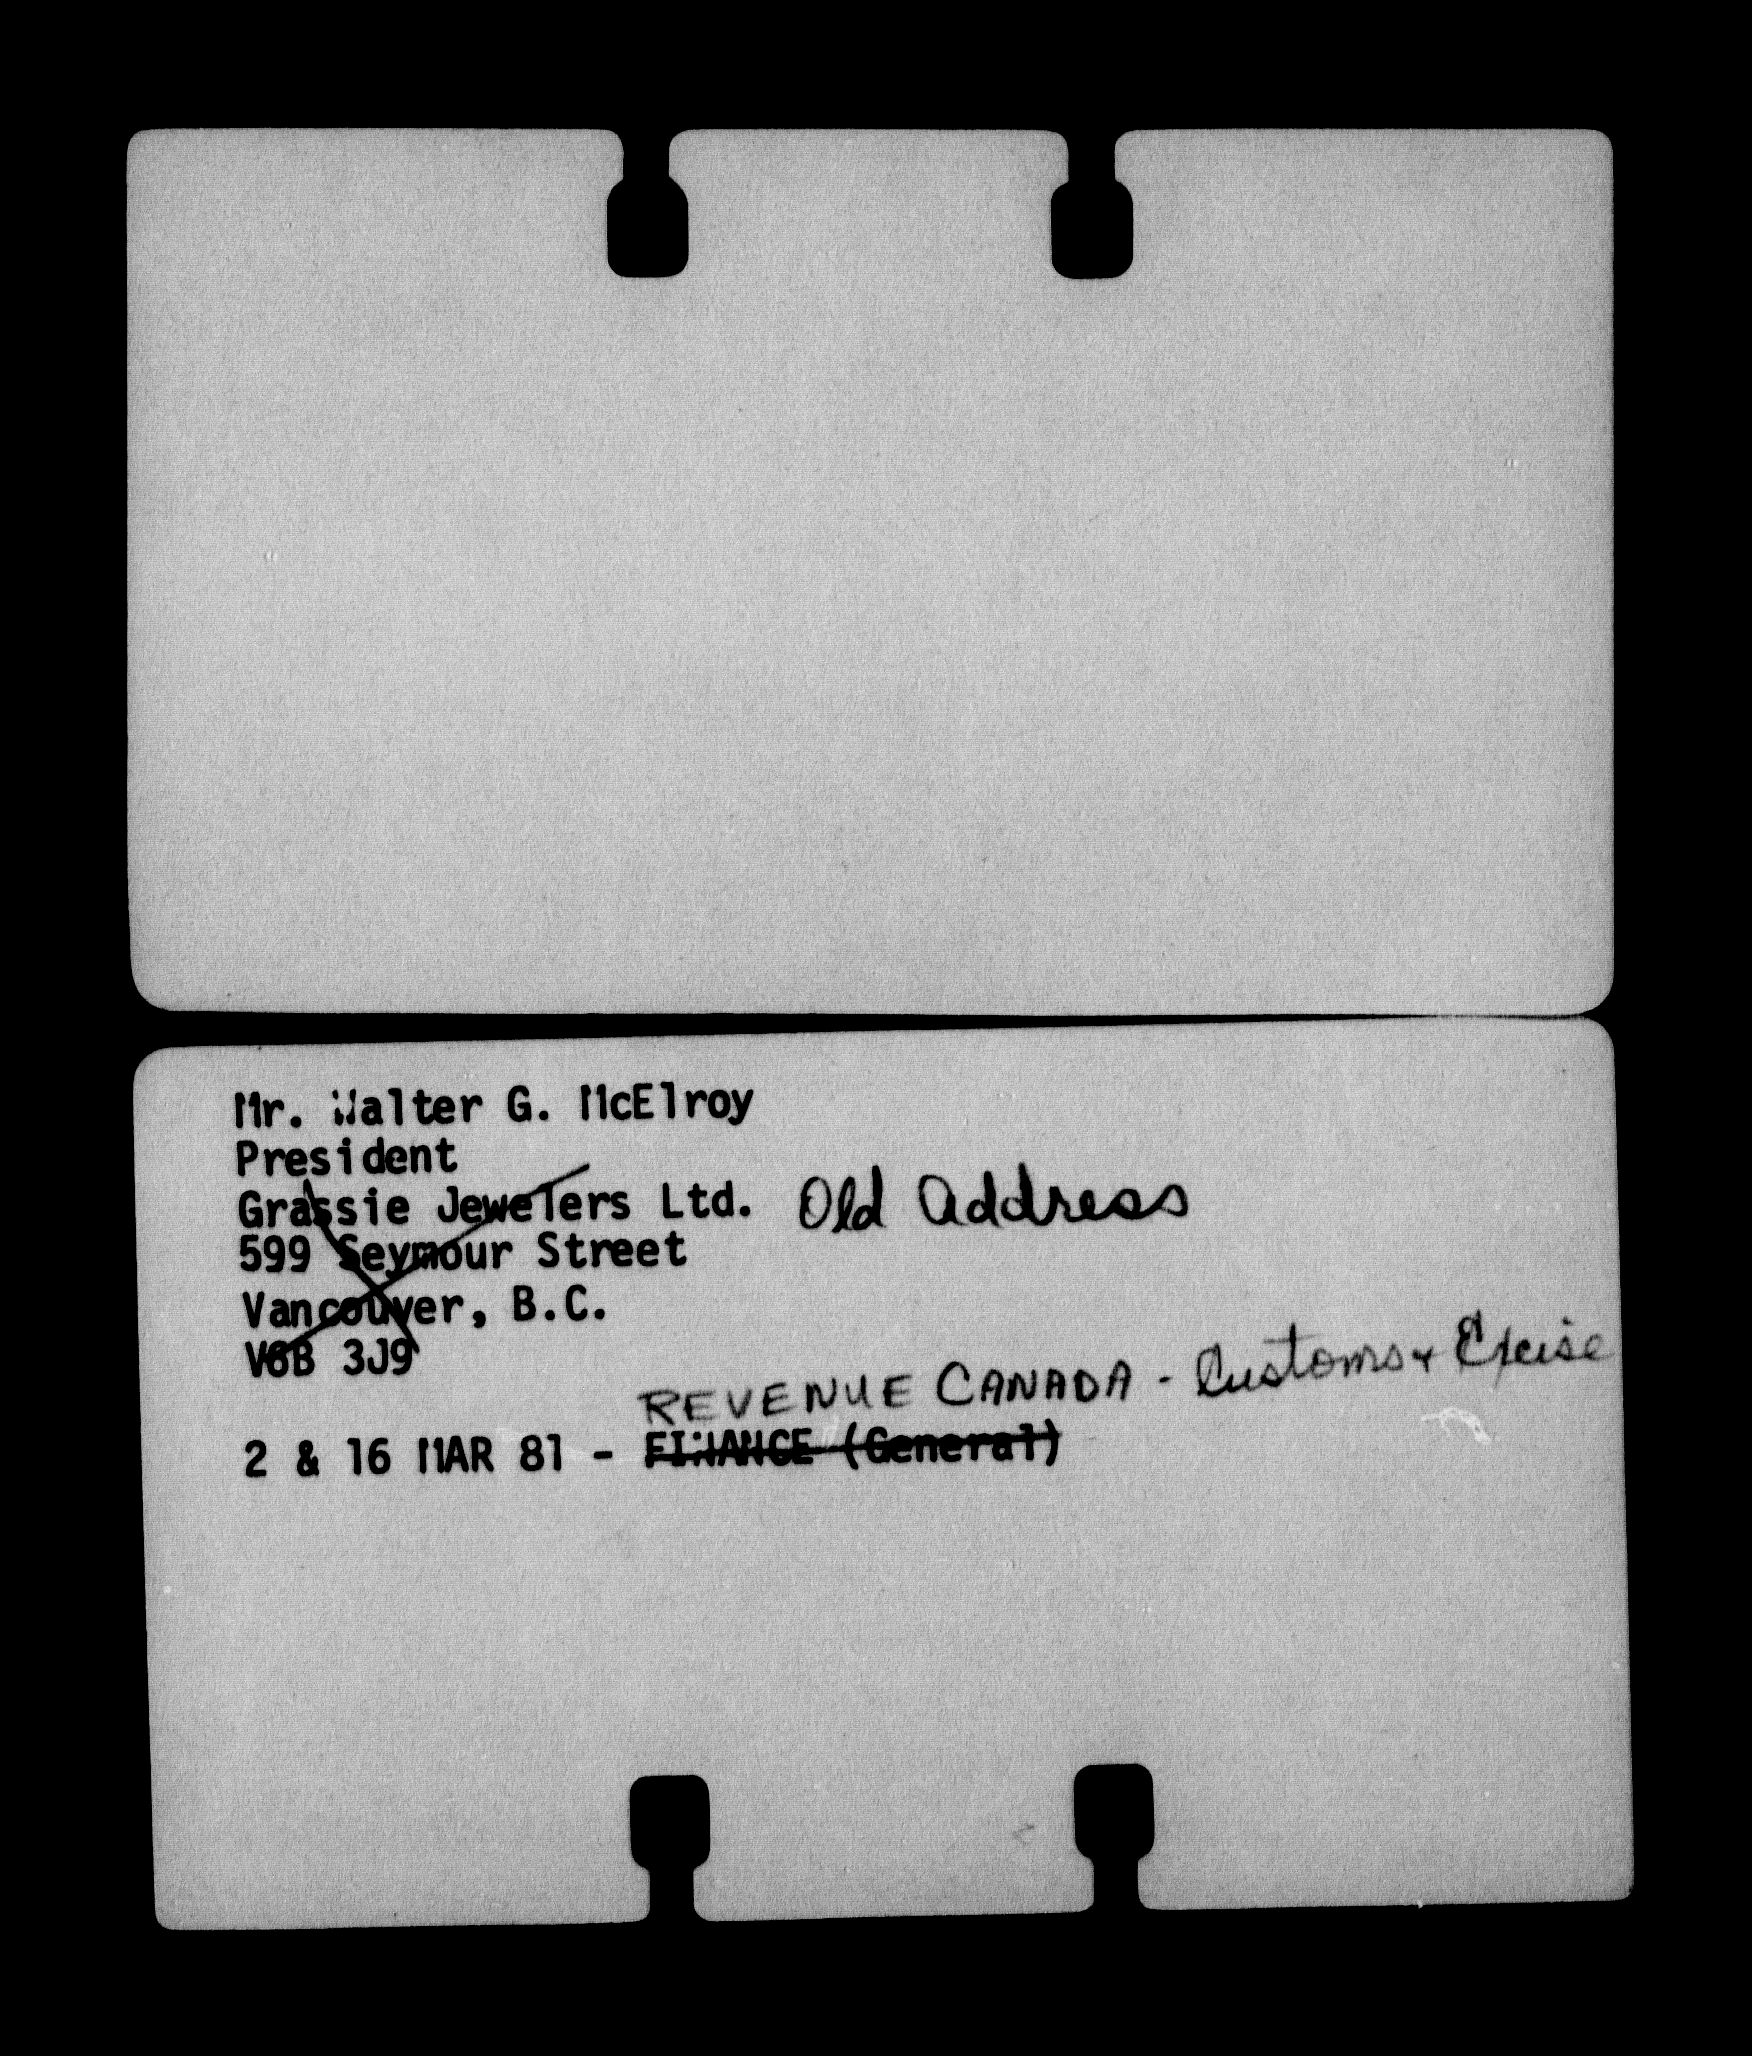 Mr. Walter G. McElroy
President
Grassie Jewelers Ltd. Old Address
599 Seymour Street
Vancouver, B.C.
V6B 3J9
REVENUE CANADA - Customs + Excise
2 & 16 MAR 81 - FINANCE (General)